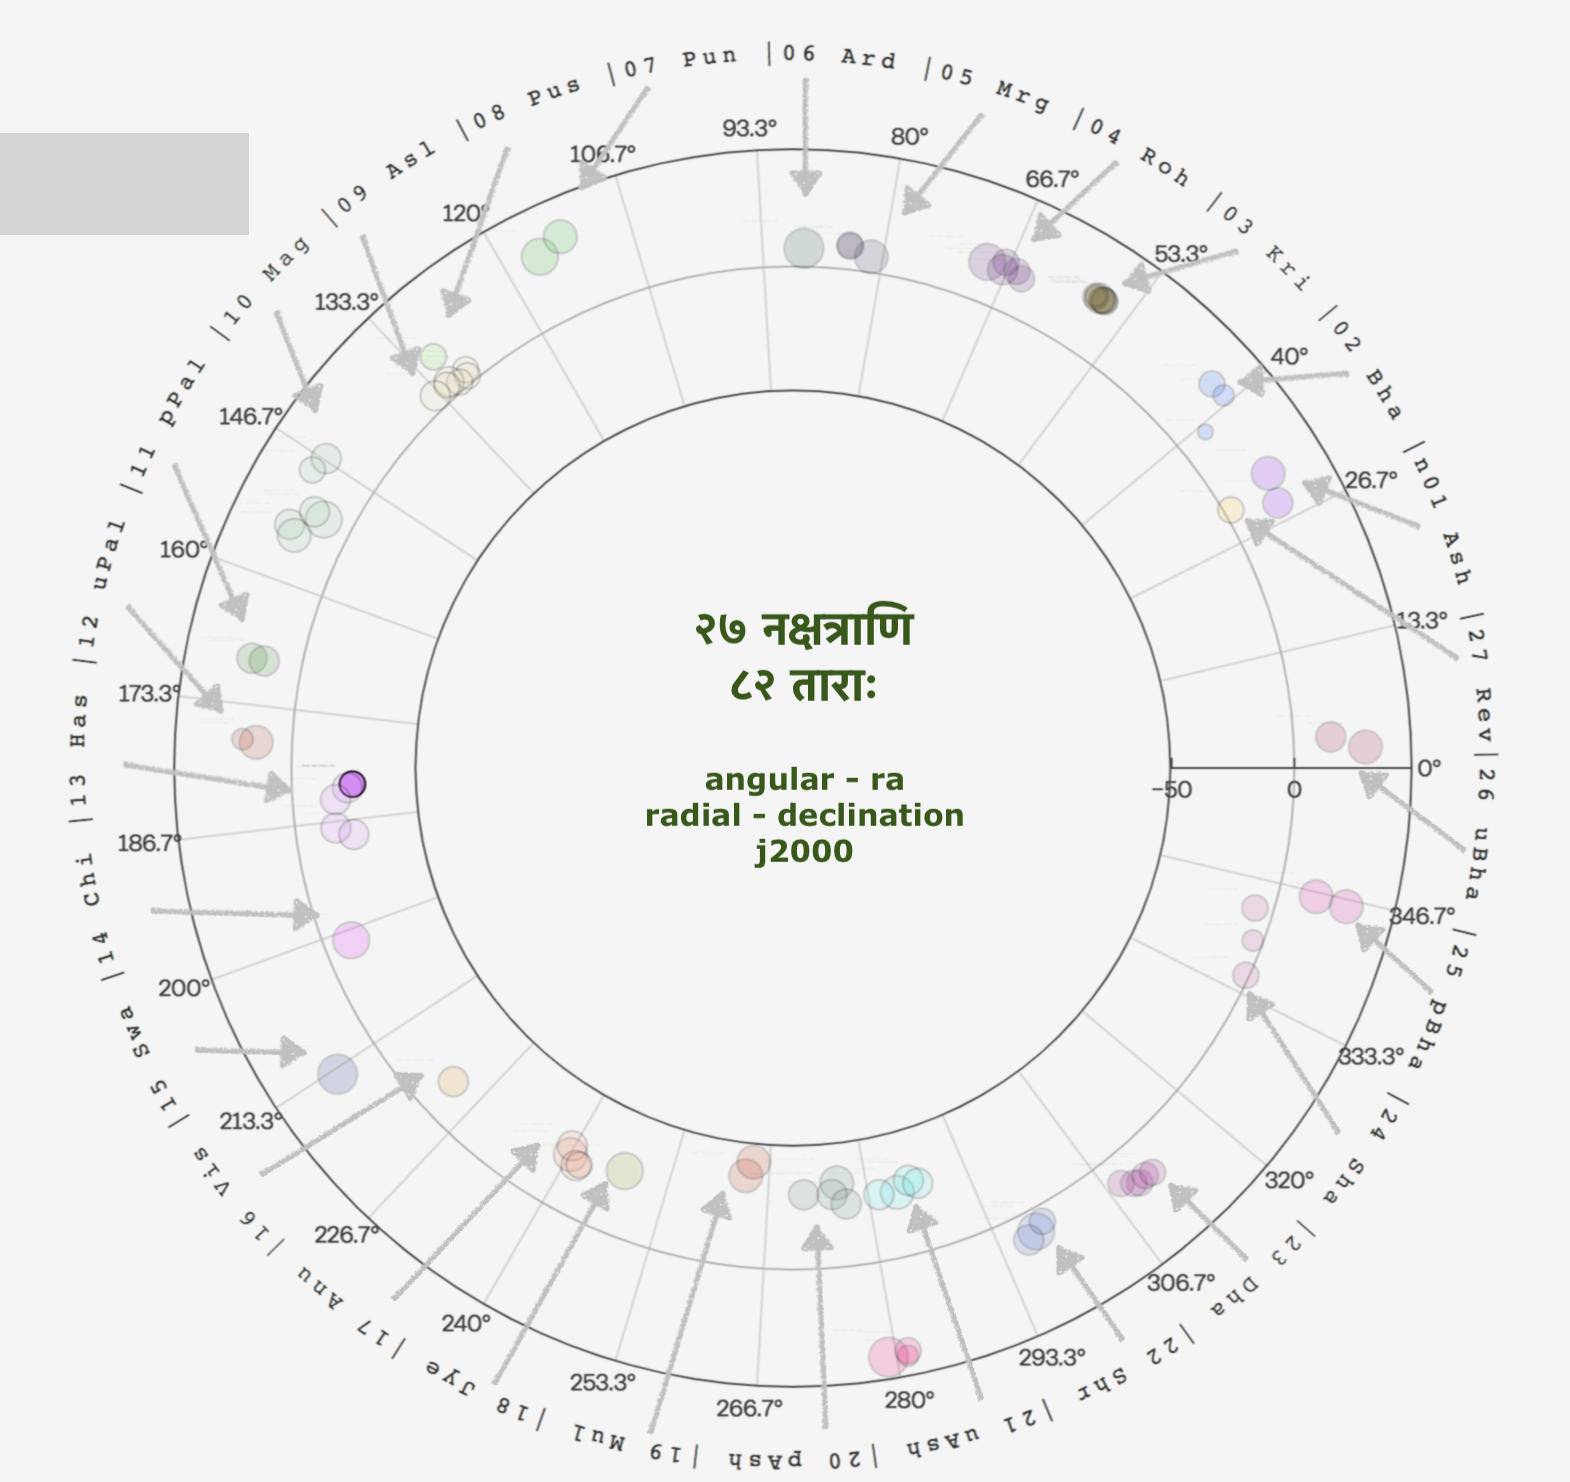 |06 Ard
|05 Mrg
|04 Roh
|03 Kri
|02 Bha
|n01 Ash
|27 Rev
|26 uBha
|25 pBha
|24 Sha
|23 Dha
|22 Shr
|21 uAsh
|20 pAsh
|19 Mul
|18 Jye
|17 Anu
|16 Vis
|15 Swa
|14 Chi
|13 Has
|12 uPal
|11 pPal
|10 Mag
|09 Asl
|08 Pus
|07 Pun
93.3°
80°
66.7°
53.3°
40°
26.7°
13.3°
0°
346.7°
333.3°
320°
306.7°
293.3°
280°
266.7°
253.3°
240°
226.7°
213.3°
200°
186.7°
173.3°
160°
146.7°
133.3°
120°
106.7°
−50
0
२७ नक्षत्राणि
८२ ताराः
angular - ra
radial - declination
j2000